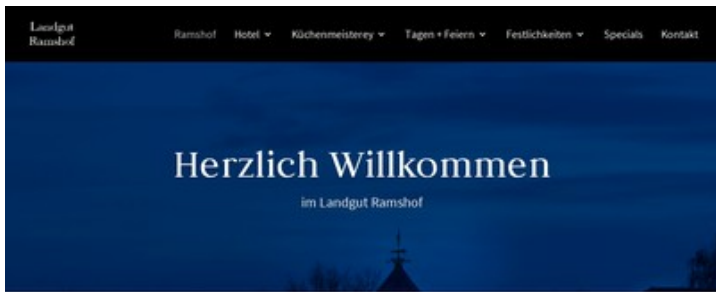 Landgut
Ramshof
Ramshof Hotel Küchenmeisterey Tagen + Feiern Festlichkeiten Specials Kontakt
Herzlich Willkommen
im Landgut Ramshof